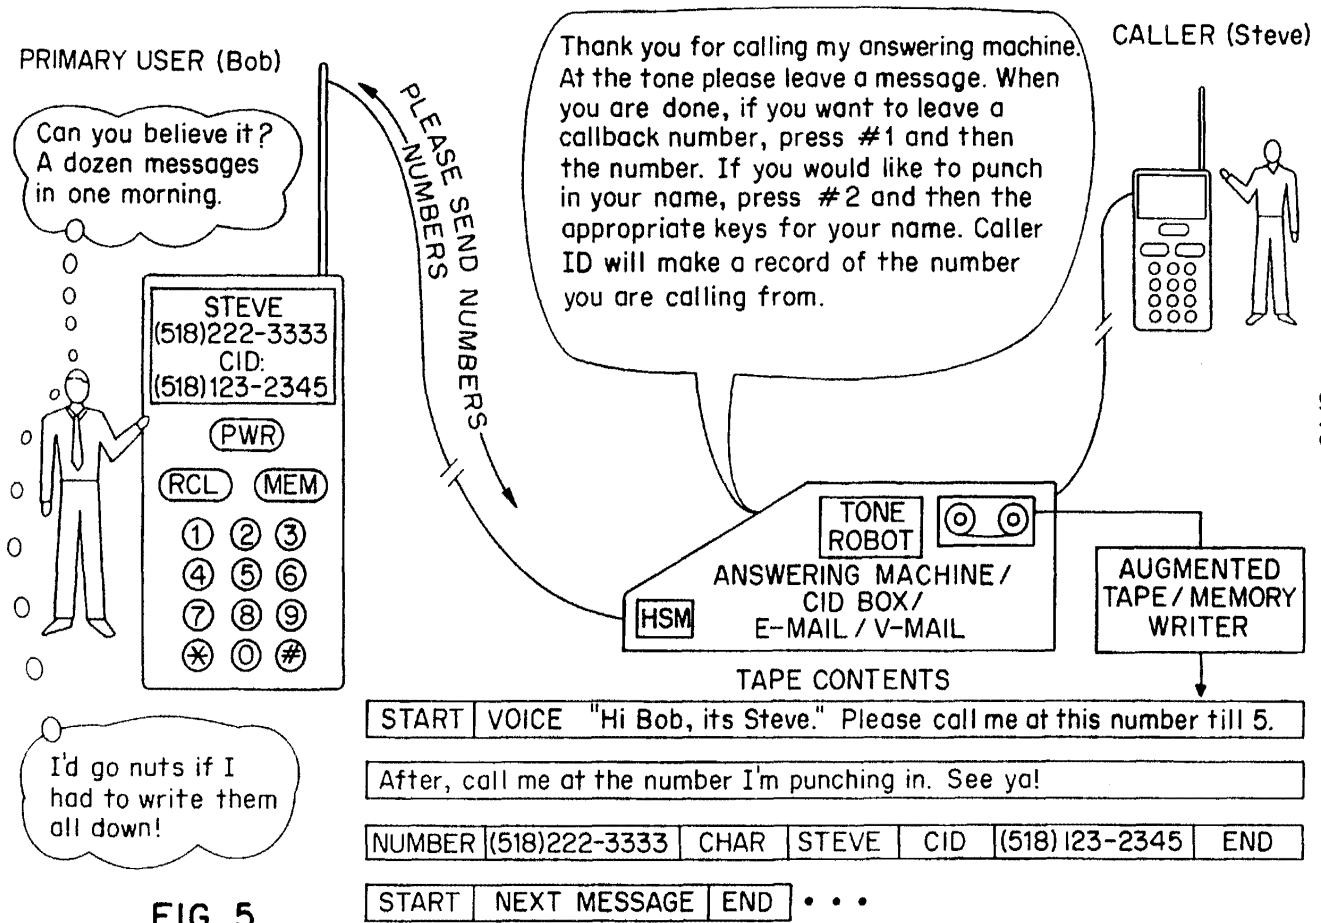 PRIMARY USER (Bob)
Can you believe it?
A dozen messages
in one morning.
PLEASE SEND NUMBERS
NUMBERS
Thank you for calling my answering machine.
At the tone please leave a message. When
you are done, if you want to leave a
callback number, press #1 and then
the number. If you would like to punch
in your name, press #2 and then the
appropriate keys for your name. Caller
ID will make a record of the number
you are calling from.
CALLER (Steve)
STEVE
(518)222-3333
CID:
(518)123-2345
PWR
RCL MEM
1 2 3
4 5 6
7 8 9
* 0 #
TONE
ROBOT
ANSWERING MACHINE/
CID BOX/
E-MAIL/V-MAIL
HSM
AUGMENTED
TAPE/MEMORY
WRITER
TAPE CONTENTS
START VOICE "Hi Bob, its Steve." Please call me at this number till 5.
After, call me at the number I'm punching in. See ya!
NUMBER (518)222-3333 CHAR STEVE CID (518)123-2345 END
START NEXT MESSAGE END • • •
I'd go nuts if I
had to write them
all down!
FIG. 5